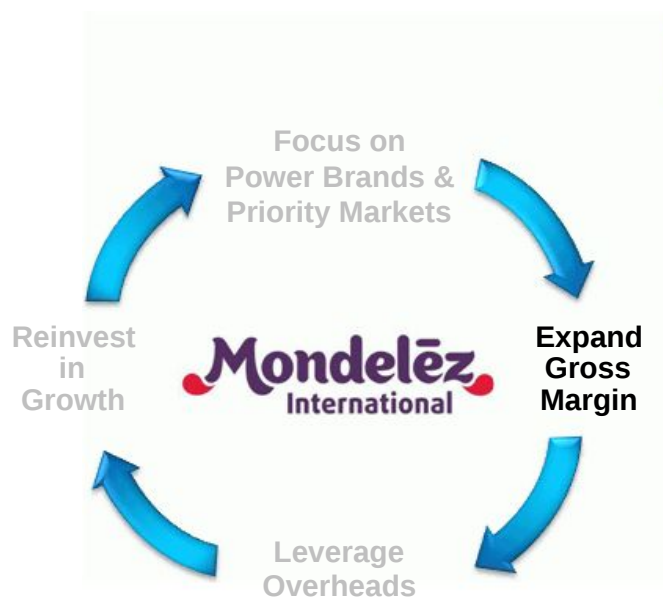 Focus on
Power Brands &
Priority Markets
Reinvest
in
Growth
Mondelēz
International
Expand
Gross
Margin
Leverage
Overheads